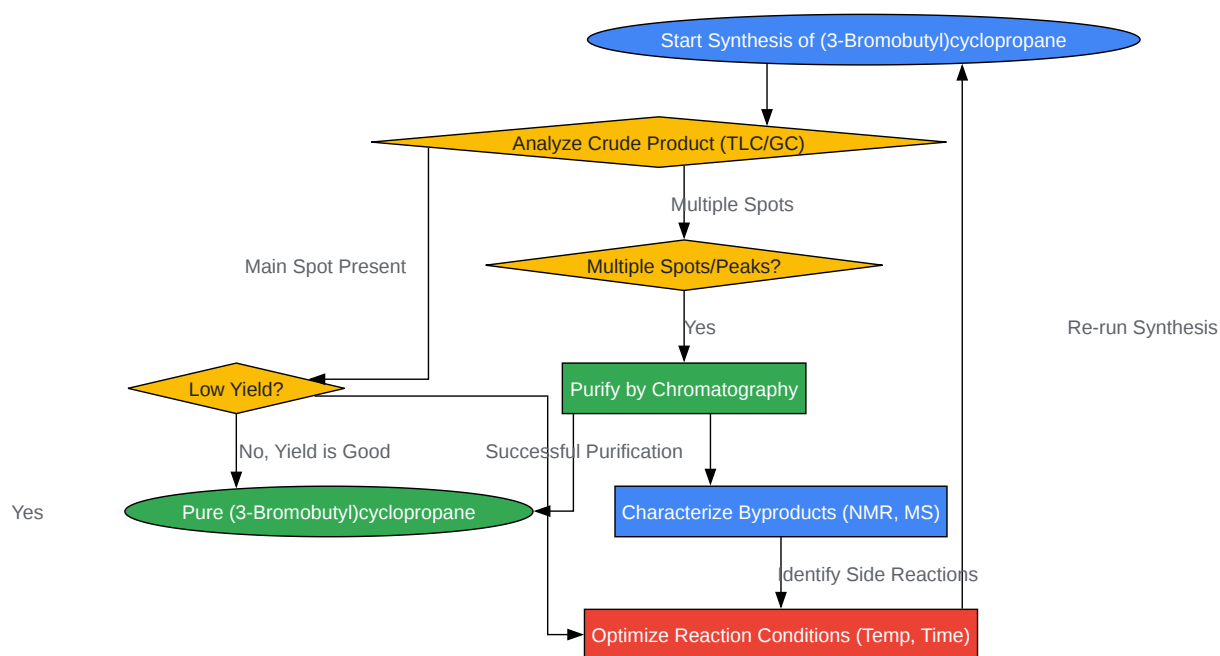 Start Synthesis of (3-Bromobutyl)cyclopropane
Analyze Crude Product (TLC/GC)
Multiple Spots
Main Spot Present
Multiple Spots/Peaks?
Yes
Re-run Synthesis
Low Yield?
Purify by Chromatography
No, Yield is Good
Successful Purification
Yes
Pure (3-Bromobutyl)cyclopropane
Characterize Byproducts (NMR, MS)
Identify Side Reactions
Optimize Reaction Conditions (Temp, Time)